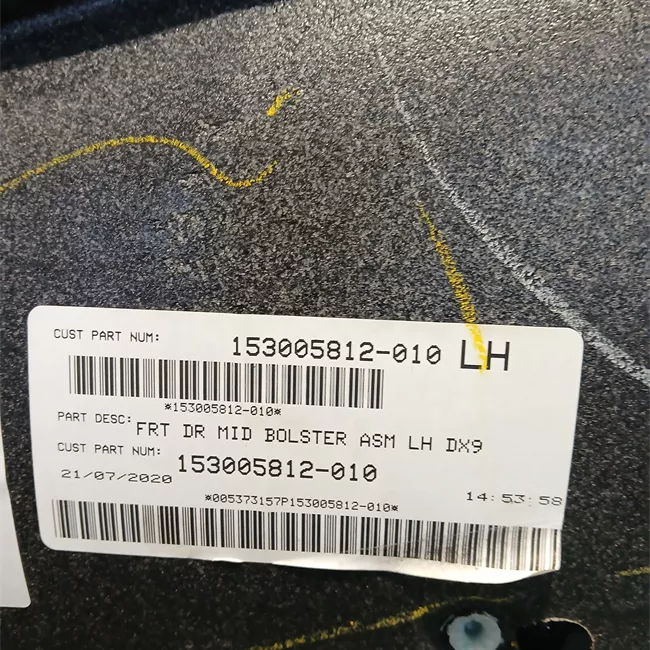 CUST PART NUM: 153005812-010 LH
*153005812-010*
PART DESC: FRT DR MID BOLSTER ASM LH DX9
CUST PART NUM: 153005812-010
21/07/2020 14:53:58
*005373157P153005812-010*